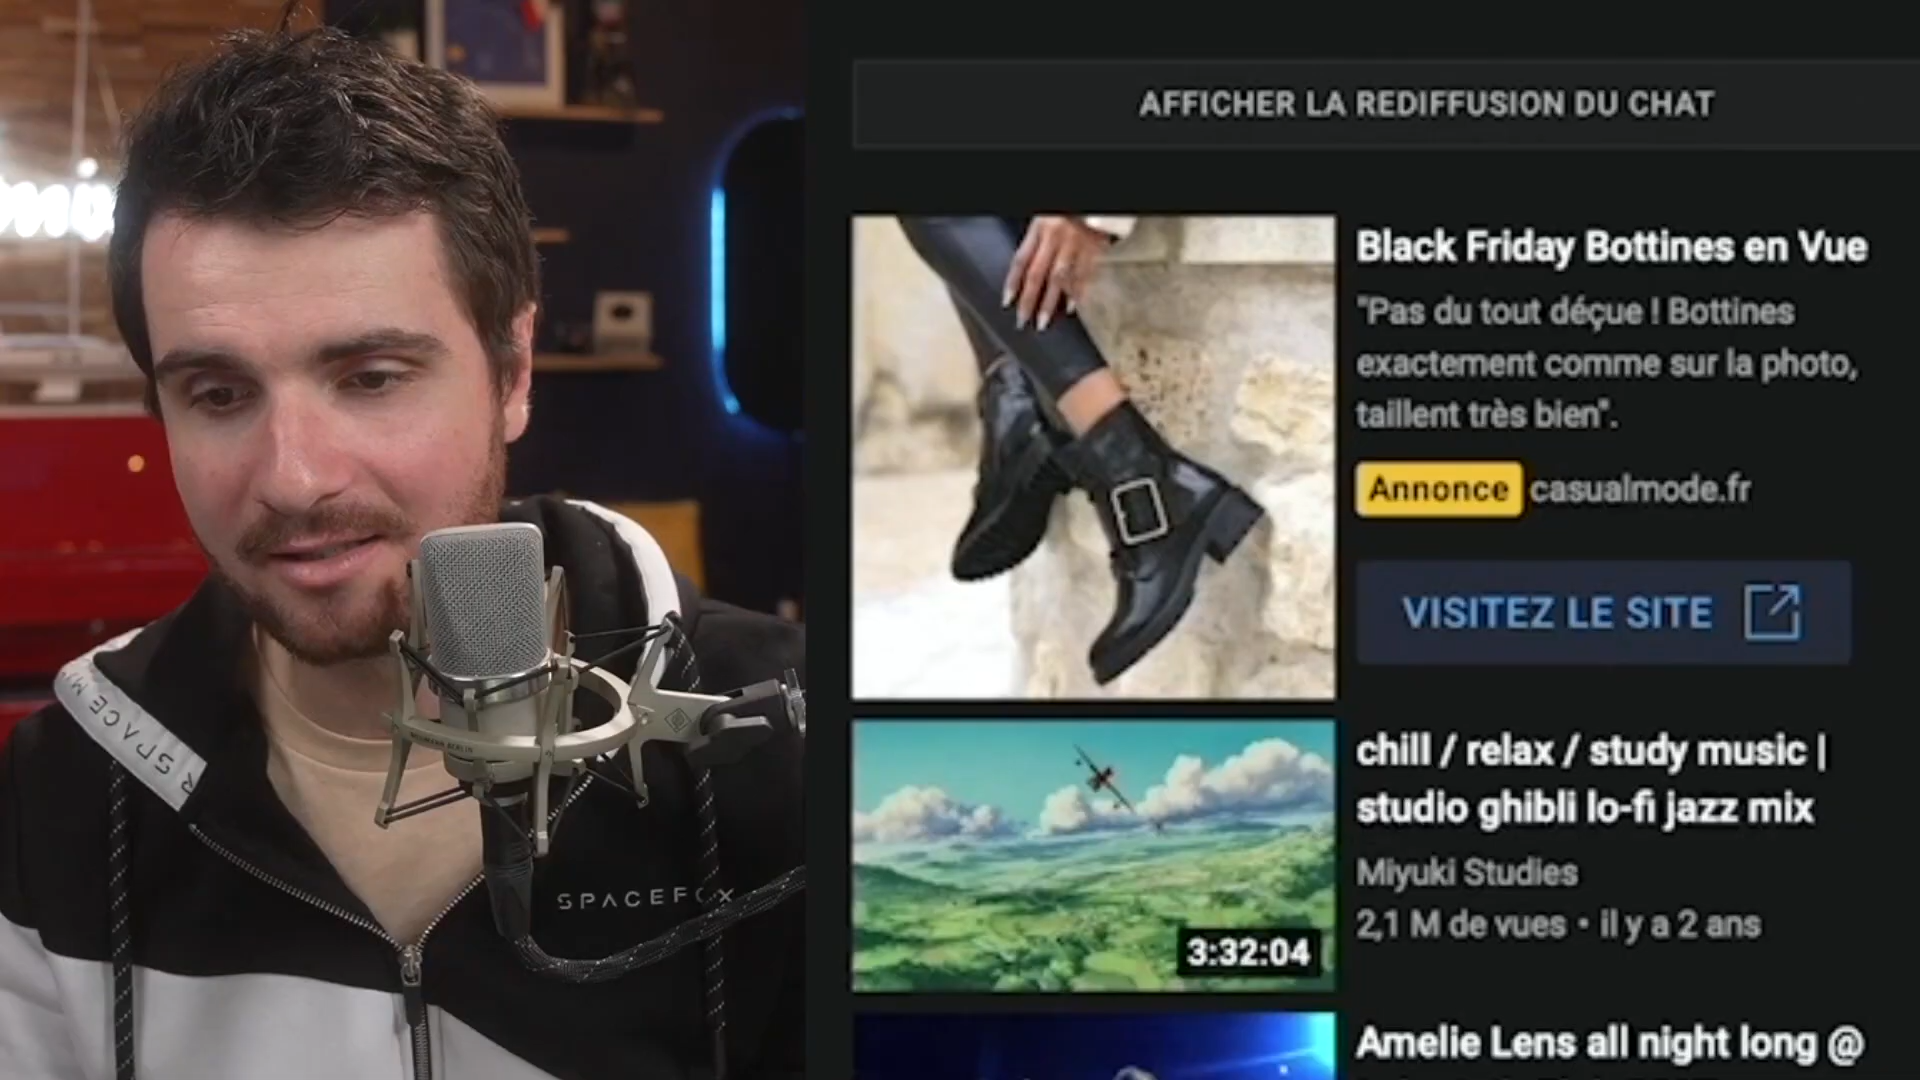 AFFICHER LA REDIFFUSION DU CHAT
Black Friday Bottines en Vue
"Pas du tout déçue ! Bottines
exactement comme sur la photo,
taillent très bien".
Annonce casualmode.fr
VISITEZ LE SITE
chill / relax / study music |
studio ghibli lo-fi jazz mix
Miyuki Studies
2,1 M de vues • il y a 2 ans
3:32:04
Amelie Lens all night long @
SPACEFOX
NEUMANN BERLIN